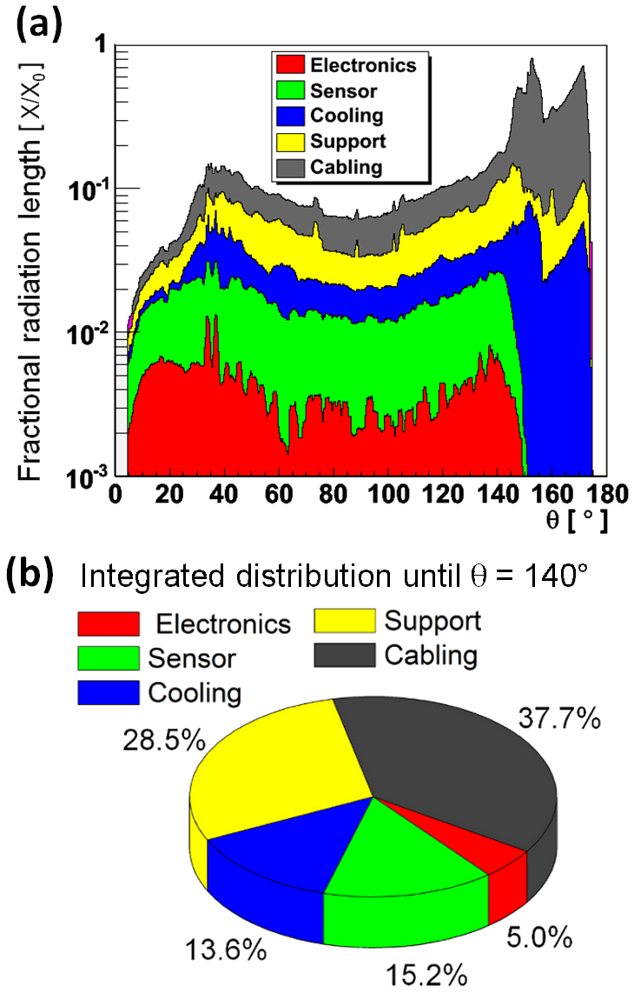 (a)
Fractional radiation length [X/X₀]
1
10⁻¹
10⁻²
10⁻³
Electronics
Sensor
Cooling
Support
Cabling
0 20 40 60 80 100 120 140 160 180
θ [ ° ]
(b) Integrated distribution until θ = 140°
Electronics
Sensor
Cooling
Support
Cabling
28.5%
37.7%
13.6%
15.2%
5.0%